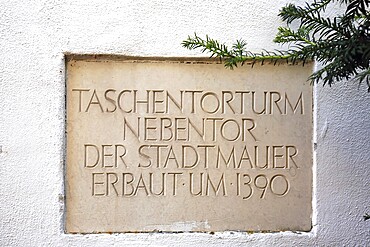 TASCHENTORTURM
NEBENTOR
DER STADTMAUER
ERBAUT·UM·1390